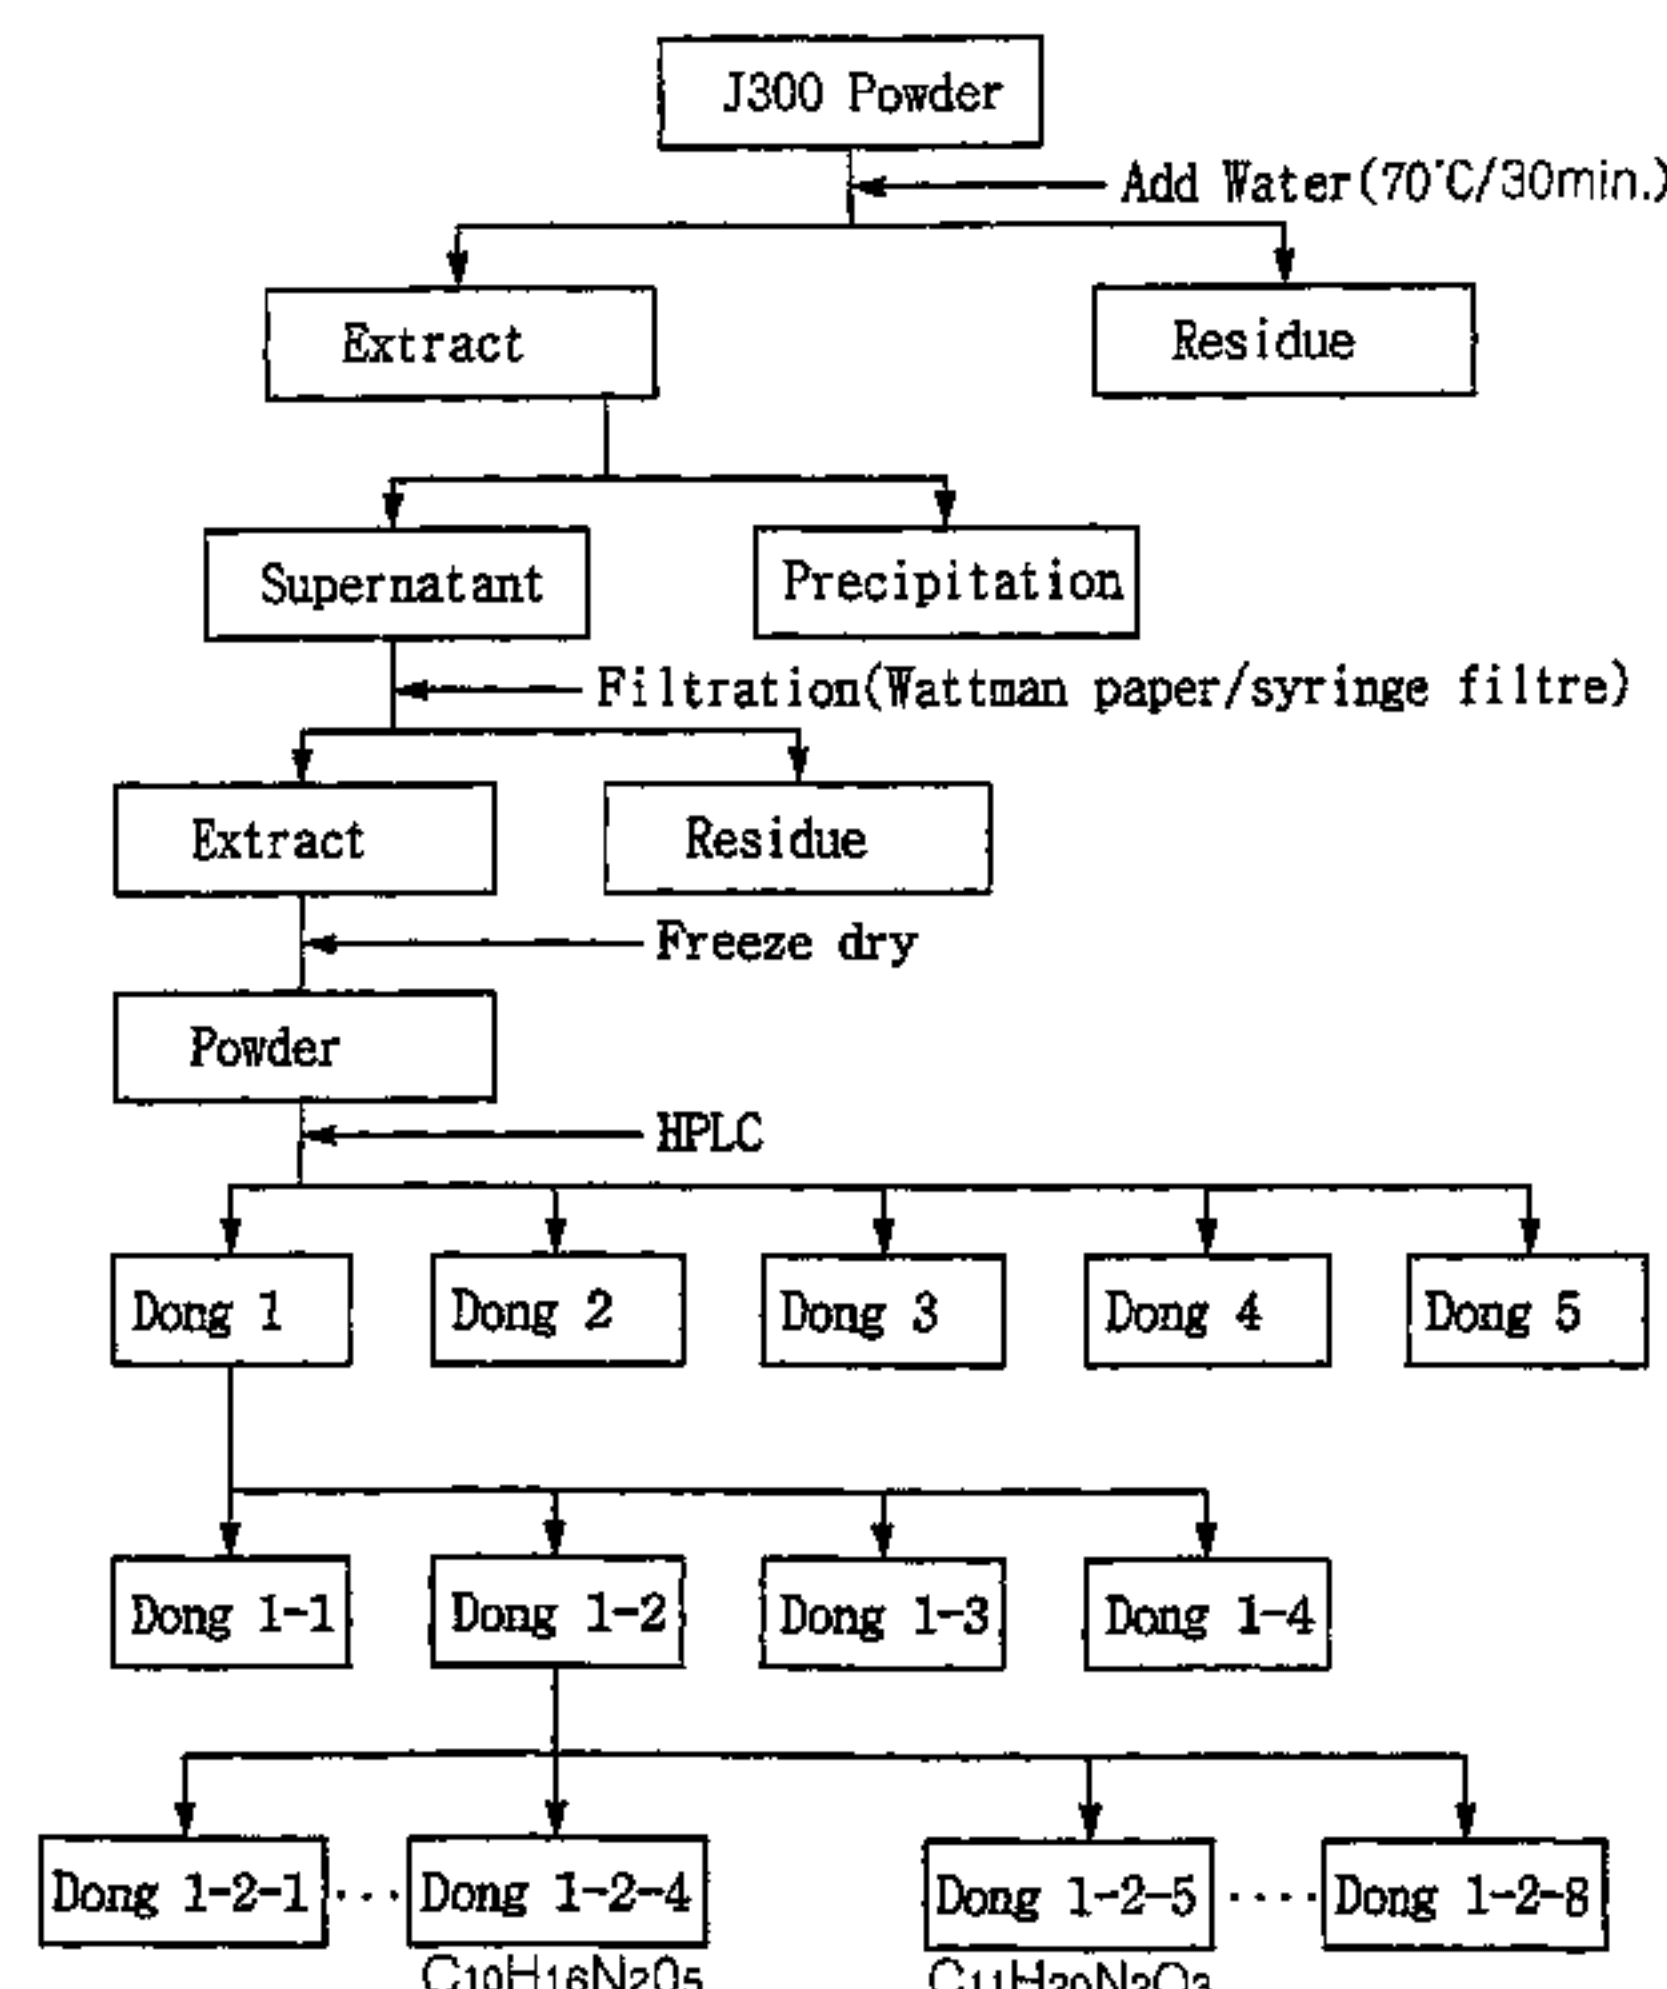 J300 Powder
Add Water(70°C/30min.)
Extract
Residue
Supernatant
Precipitation
Filtration(Wattman paper/syringe filtre)
Extract
Residue
Freeze dry
Powder
HPLC
Dong 1
Dong 2
Dong 3
Dong 4
Dong 5
Dong 1-1
Dong 1-2
Dong 1-3
Dong 1-4
Dong 1-2-1 ... Dong 1-2-4
Dong 1-2-5 .... Dong 1-2-8
C10H16N2O5
C11H20N2O3